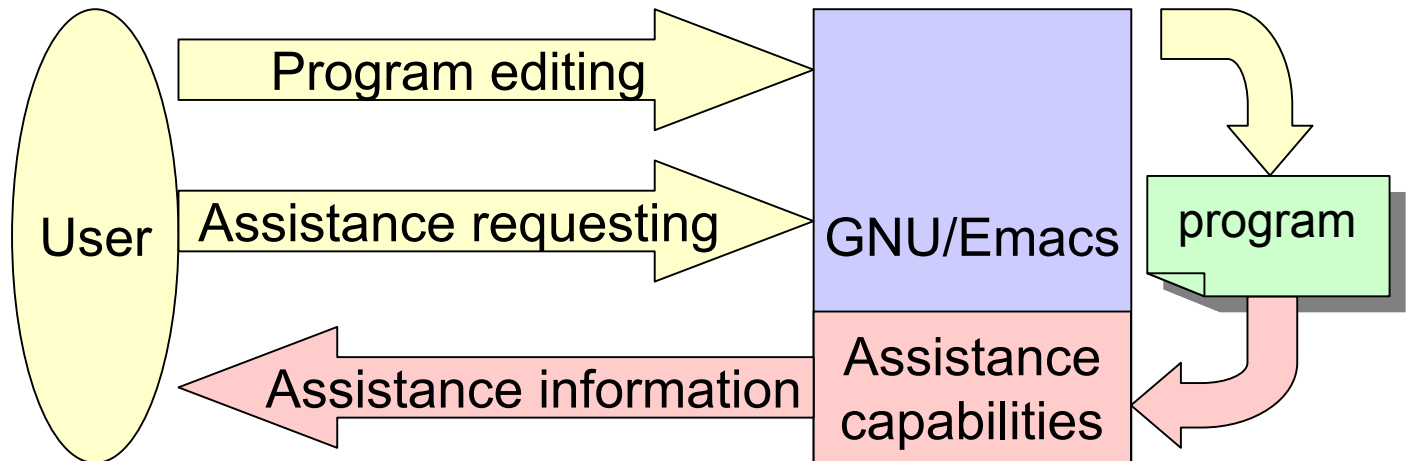 Program editing
User
Assistance requesting
GNU/Emacs
program
Assistance information
Assistance
capabilities